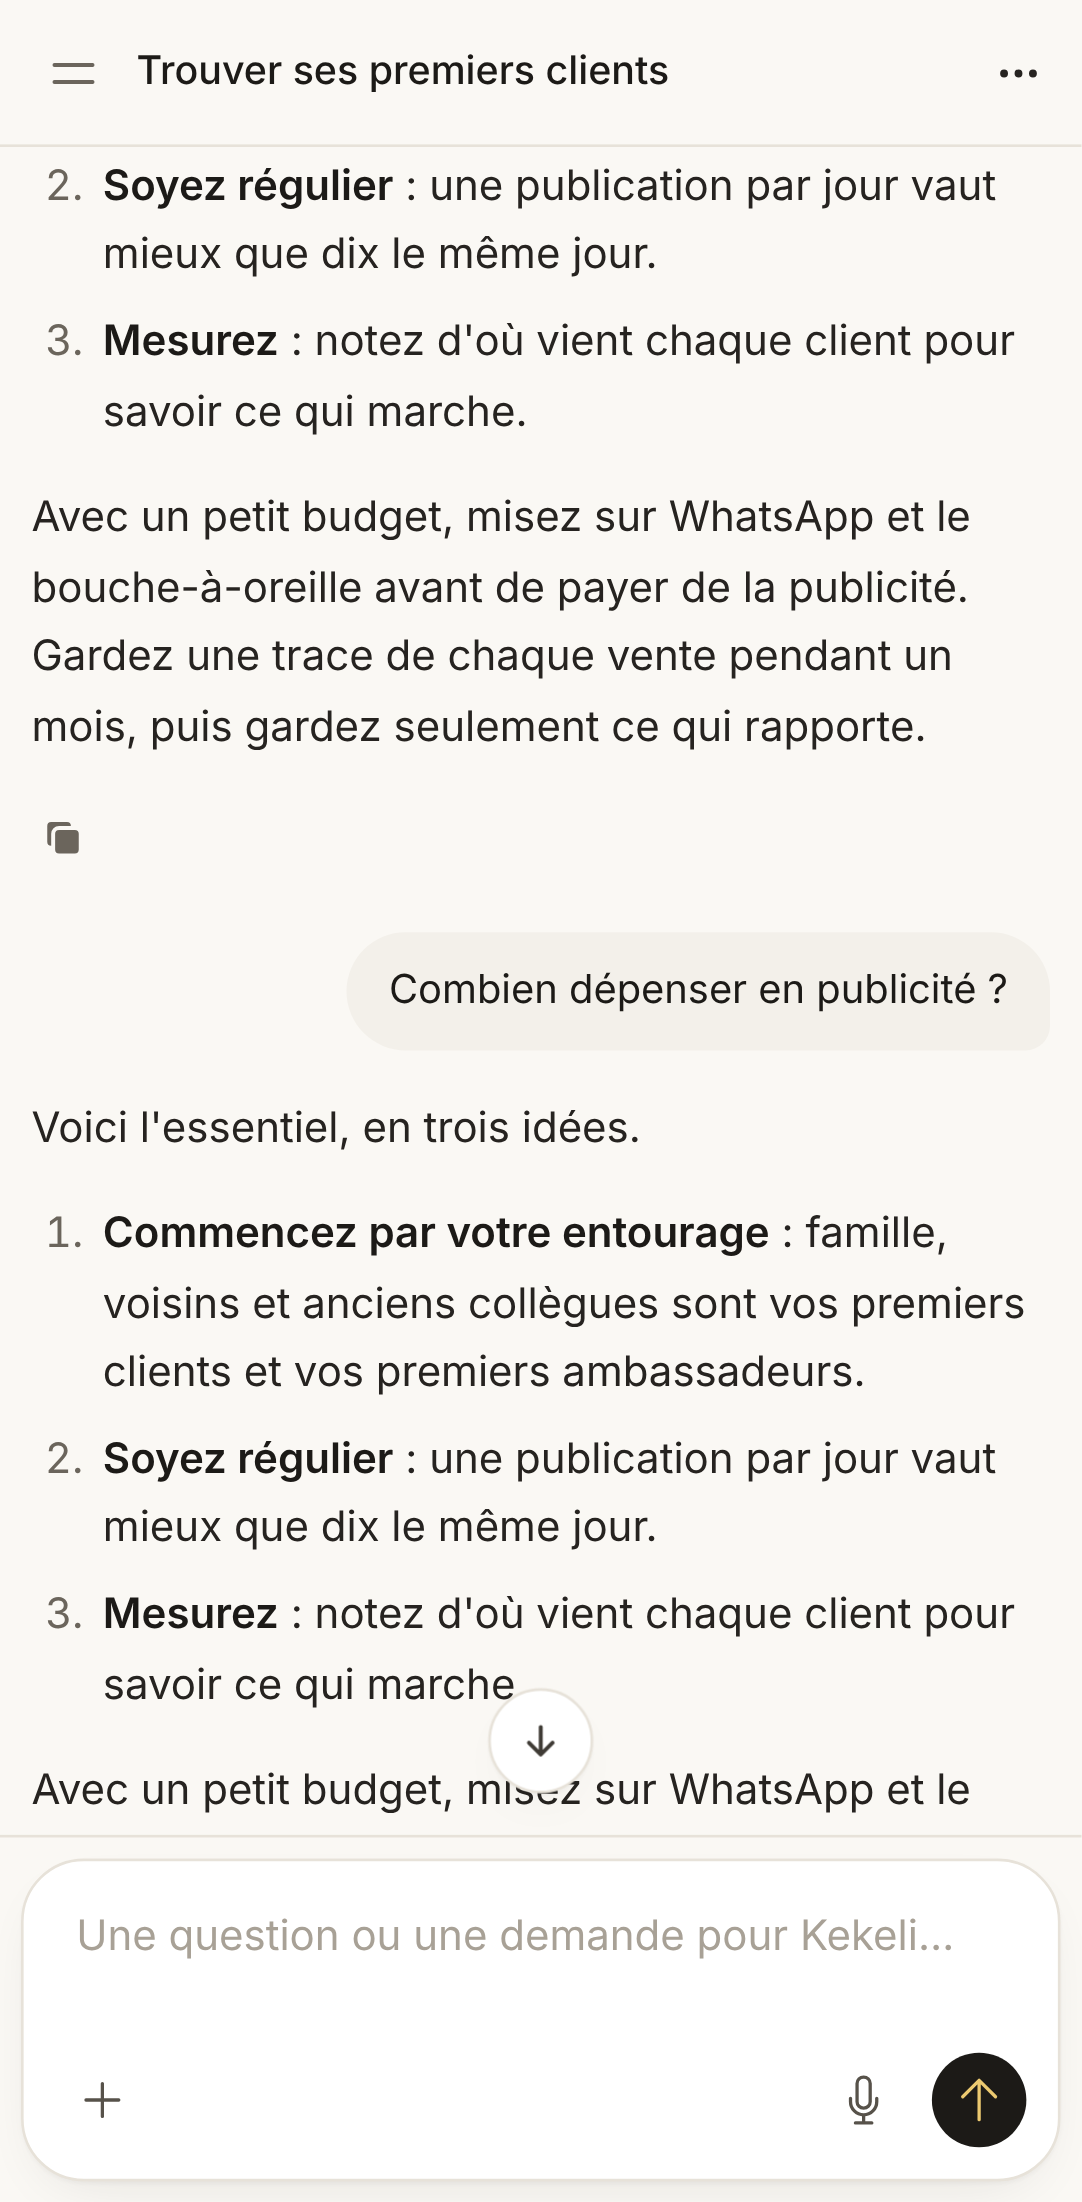 Trouver ses premiers clients
2. Soyez régulier : une publication par jour vaut
mieux que dix le même jour.
3. Mesurez : notez d'où vient chaque client pour
savoir ce qui marche.
Avec un petit budget, misez sur WhatsApp et le
bouche-à-oreille avant de payer de la publicité.
Gardez une trace de chaque vente pendant un
mois, puis gardez seulement ce qui rapporte.
Combien dépenser en publicité ?
Voici l'essentiel, en trois idées.
1. Commencez par votre entourage : famille,
voisins et anciens collègues sont vos premiers
clients et vos premiers ambassadeurs.
2. Soyez régulier : une publication par jour vaut
mieux que dix le même jour.
3. Mesurez : notez d'où vient chaque client pour
savoir ce qui marche
Avec un petit budget, misez sur WhatsApp et le
Une question ou une demande pour Kekeli...